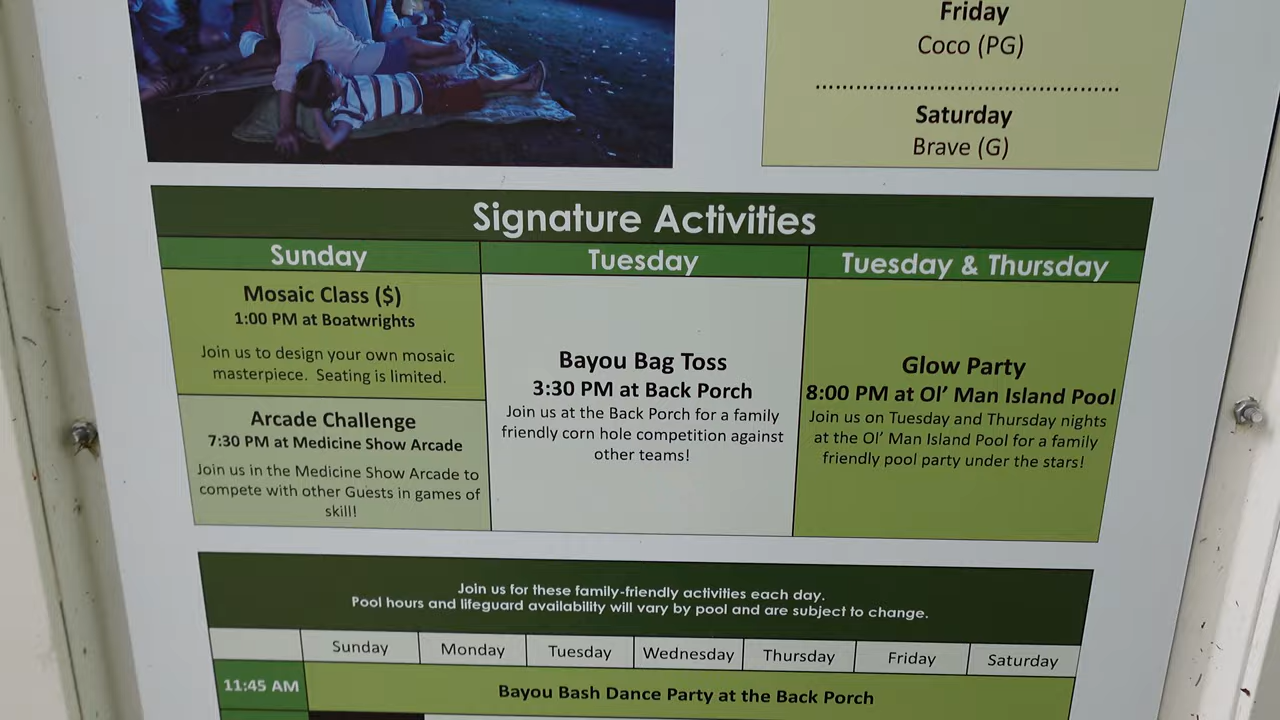 Friday
Coco (PG)
..........................................
Saturday
Brave (G)
Signature Activities
Sunday
Tuesday
Tuesday & Thursday
Mosaic Class ($)
1:00 PM at Boatwrights
Join us to design your own mosaic
masterpiece. Seating is limited.
Arcade Challenge
7:30 PM at Medicine Show Arcade
Join us in the Medicine Show Arcade to
compete with other Guests in games of
skill!
Bayou Bag Toss
3:30 PM at Back Porch
Join us at the Back Porch for a family
friendly corn hole competition against
other teams!
Glow Party
8:00 PM at Ol’ Man Island Pool
Join us on Tuesday and Thursday nights
at the Ol’ Man Island Pool for a family
friendly pool party under the stars!
Join us for these family-friendly activities each day.
Pool hours and lifeguard availability will vary by pool and are subject to change.
Sunday Monday Tuesday Wednesday Thursday Friday Saturday
11:45 AM Bayou Bash Dance Party at the Back Porch